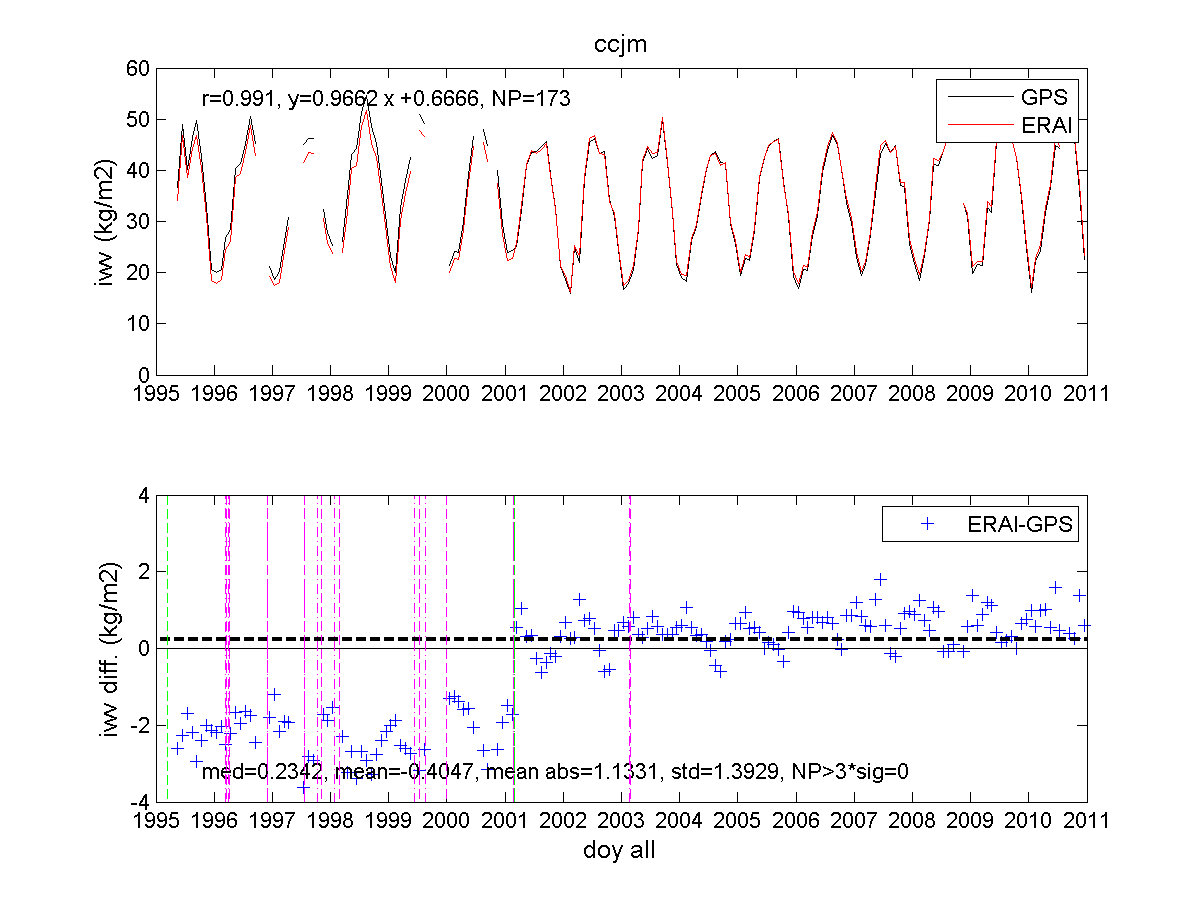 ccjm
r=0.991, y=0.9662 x +0.6666, NP=173
GPS
ERAI
iwv (kg/m2)
60
50
40
30
20
10
0
1995 1996 1997 1998 1999 2000 2001 2002 2003 2004 2005 2006 2007 2008 2009 2010 2011
ERAI-GPS
iwv diff. (kg/m2)
4
2
0
-2
-4
med=0.2342, mean=-0.4047, mean abs=1.1331, std=1.3929, NP>3*sig=0
1995 1996 1997 1998 1999 2000 2001 2002 2003 2004 2005 2006 2007 2008 2009 2010 2011
doy all